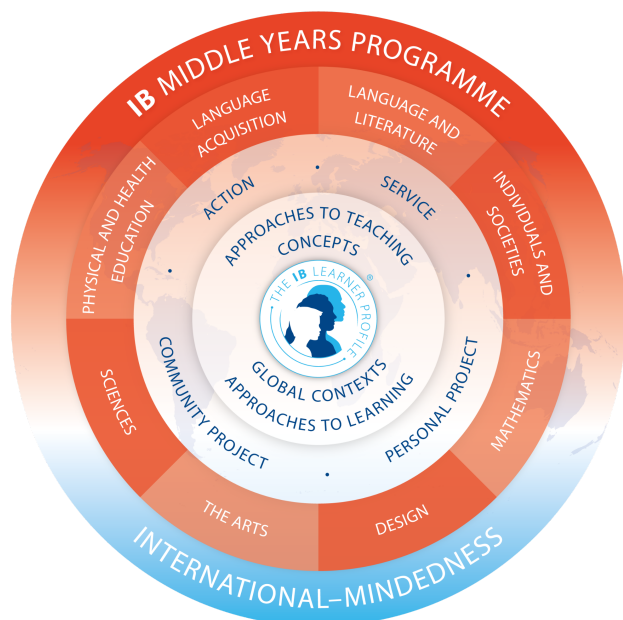 IB MIDDLE YEARS PROGRAMME
LANGUAGE
ACQUISITION
LANGUAGE AND
LITERATURE
PHYSICAL AND HEALTH
EDUCATION
INDIVIDUALS AND
SOCIETIES
SCIENCES
MATHEMATICS
THE ARTS
DESIGN
ACTION
SERVICE
COMMUNITY PROJECT
PERSONAL PROJECT
APPROACHES TO TEACHING
CONCEPTS
THE IB LEARNER PROFILE ®
GLOBAL CONTEXTS
APPROACHES TO LEARNING
INTERNATIONAL–MINDEDNESS